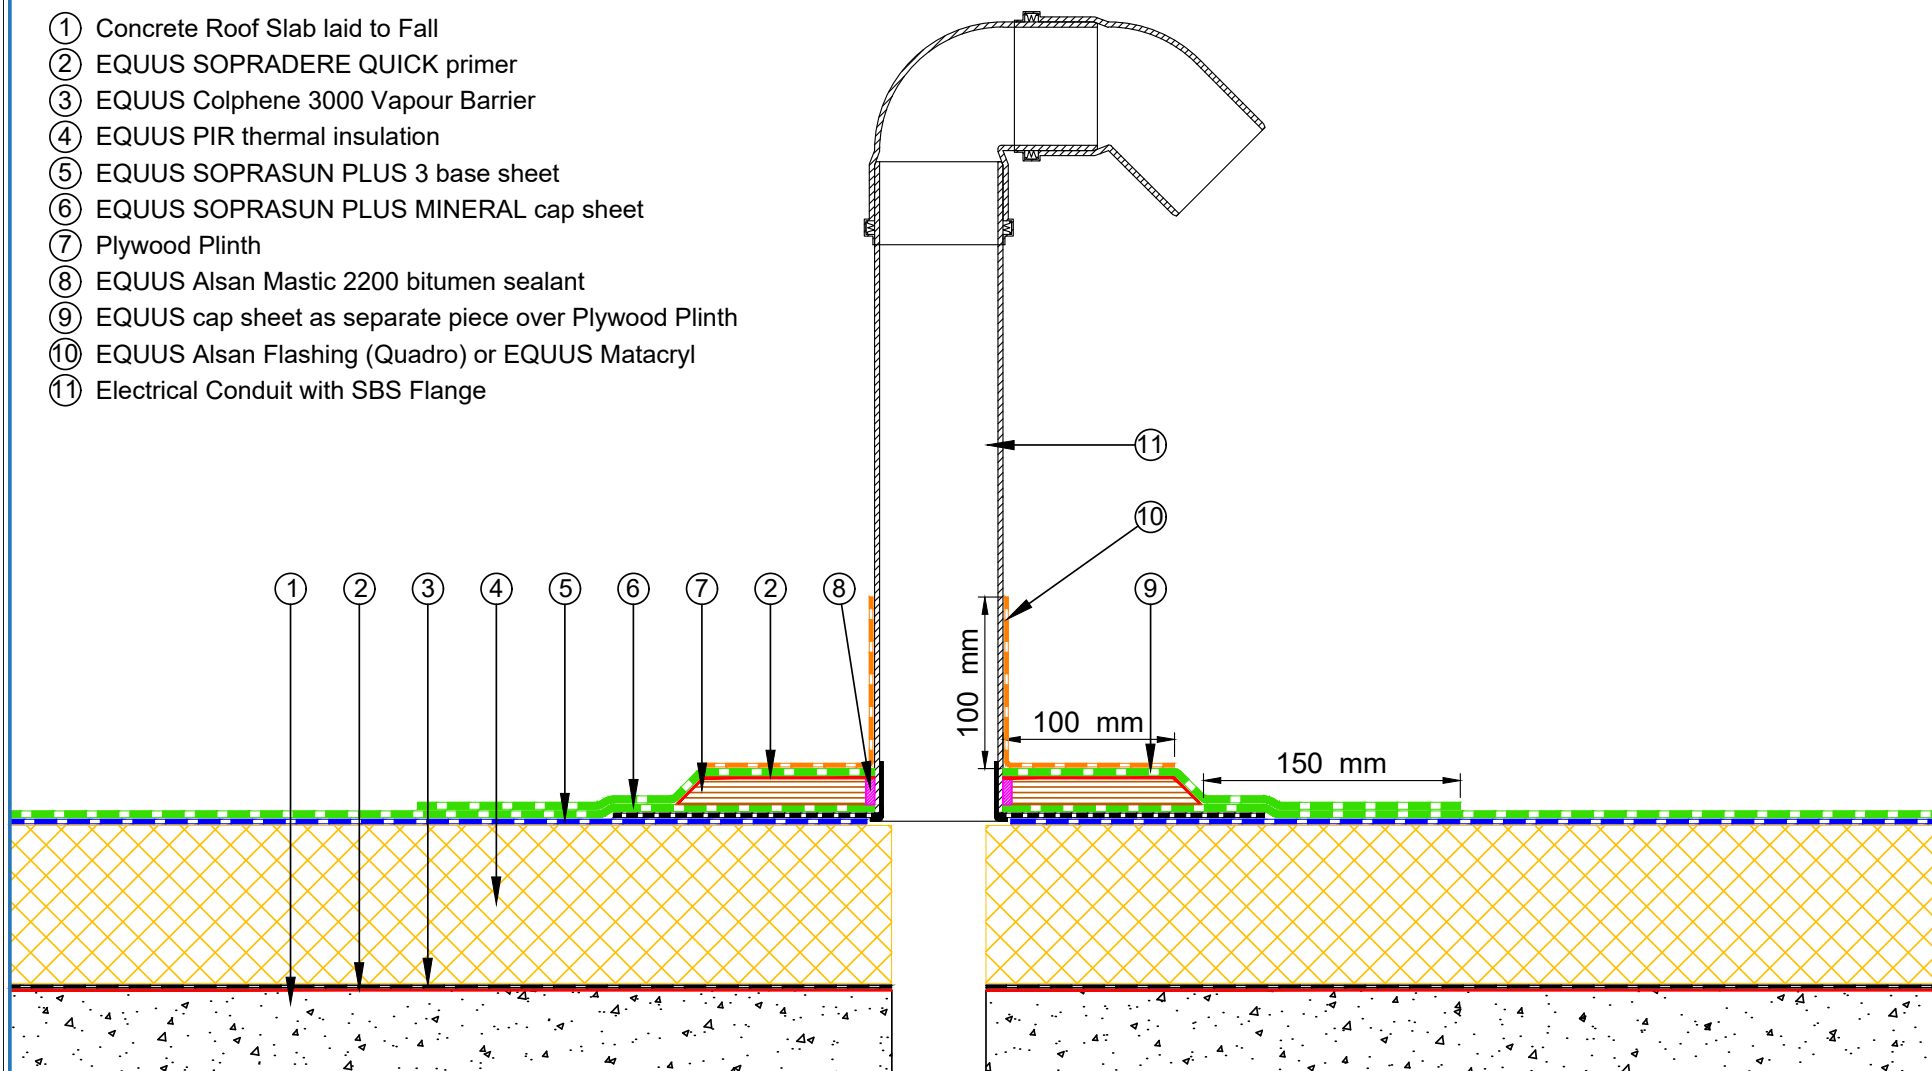 1 Concrete Roof Slab laid to Fall
2 EQUUS SOPRADERE QUICK primer
3 EQUUS Colphene 3000 Vapour Barrier
4 EQUUS PIR thermal insulation
5 EQUUS SOPRASUN PLUS 3 base sheet
6 EQUUS SOPRASUN PLUS MINERAL cap sheet
7 Plywood Plinth
8 EQUUS Alsan Mastic 2200 bitumen sealant
9 EQUUS cap sheet as separate piece over Plywood Plinth
10 EQUUS Alsan Flashing (Quadro) or EQUUS Matacryl
11 Electrical Conduit with SBS Flange
11
10
1 2 3 4 5 6 7 2 8 9
100 mm
100 mm
150 mm